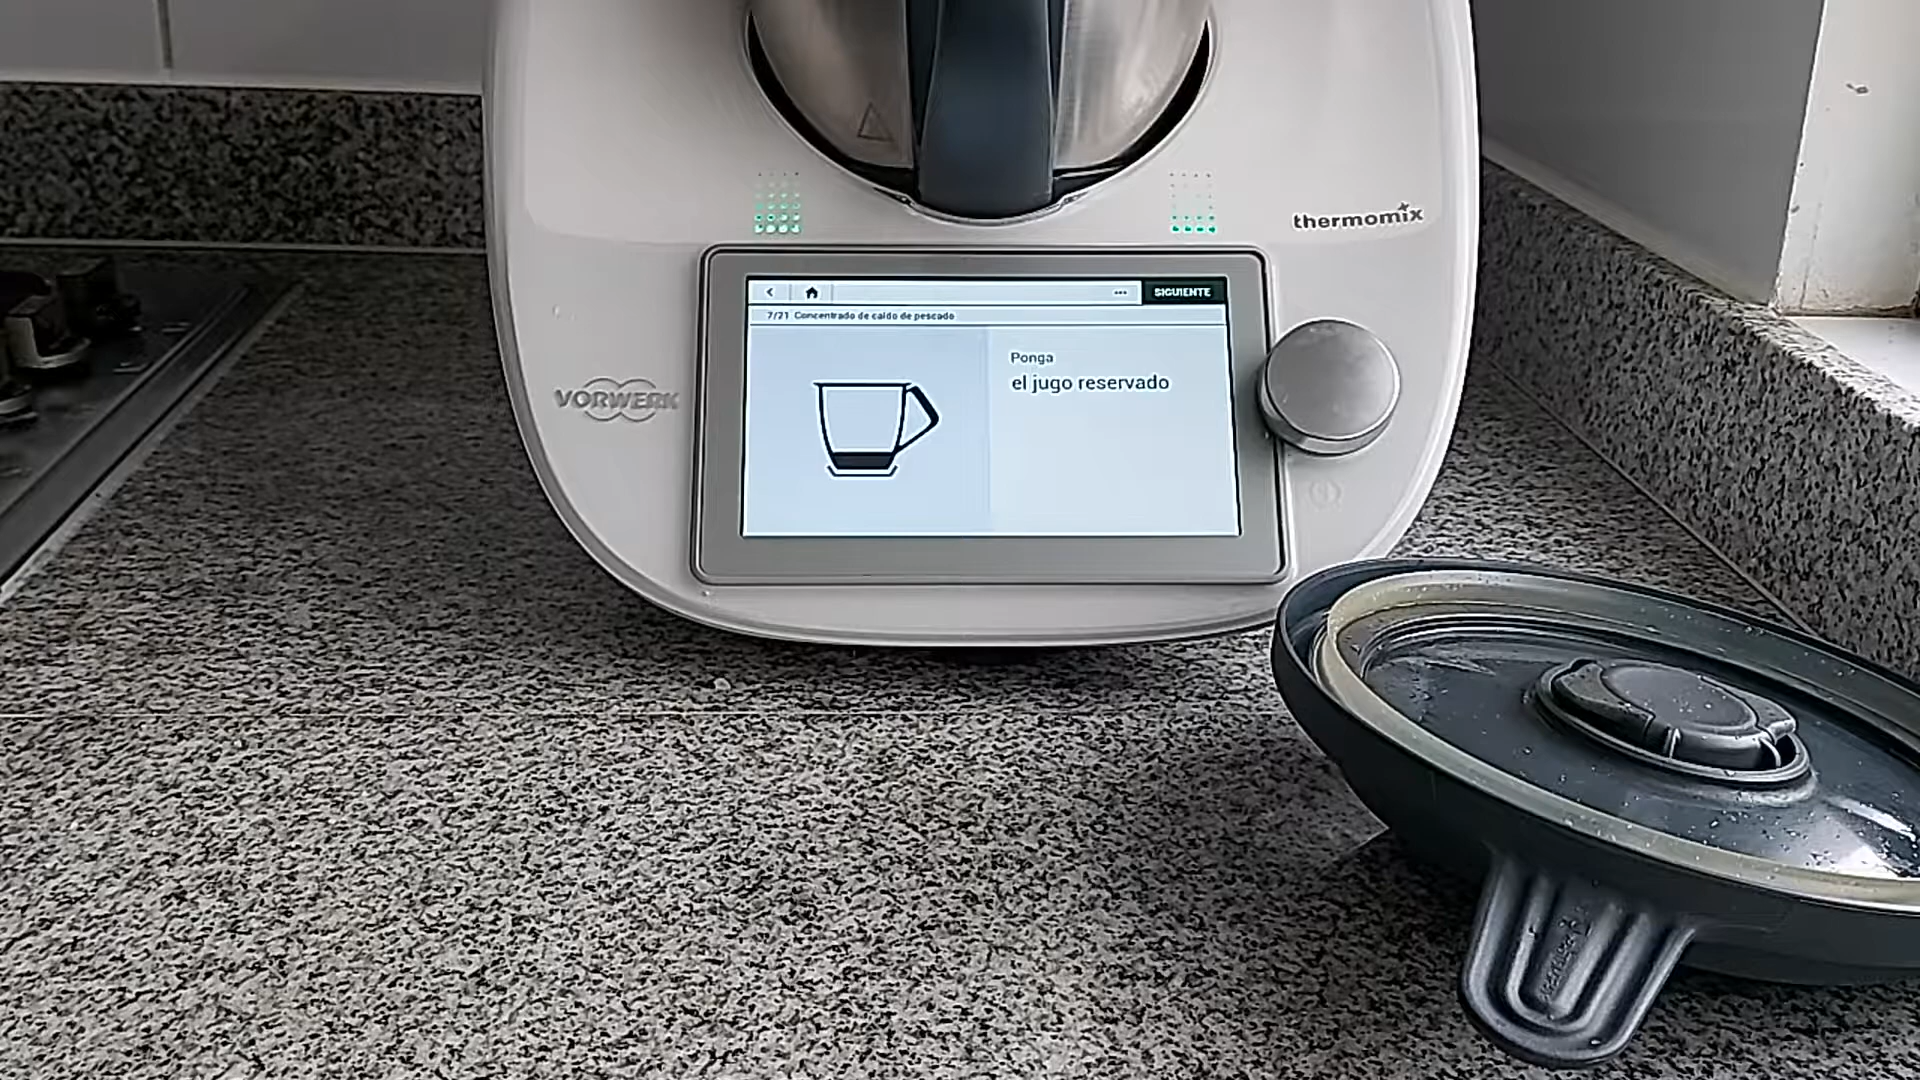 thermomix
SIGUIENTE
7/21 Concentrado de caldo de pescado
Ponga
el jugo reservado
VORWERK